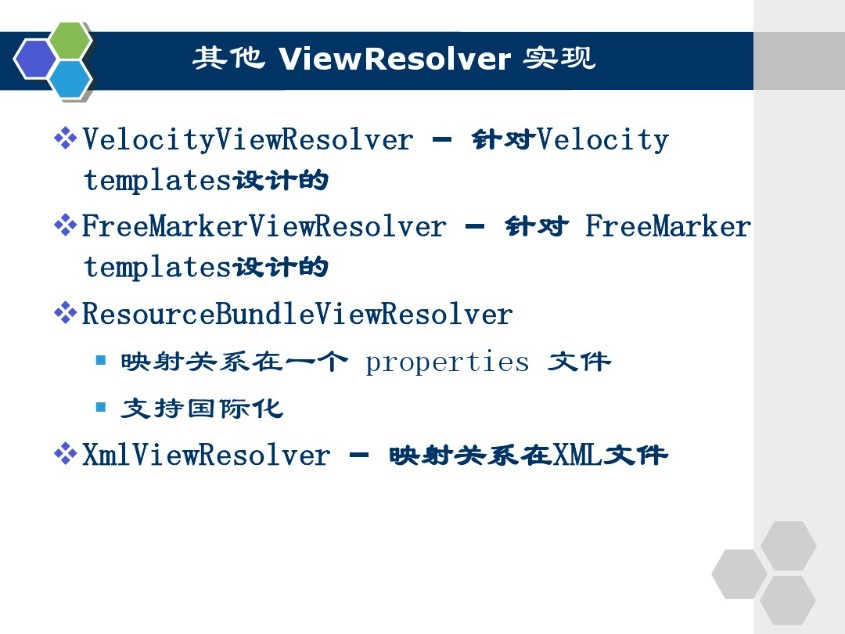 其他 ViewResolver 实现
VelocityViewResolver – 针对Velocity
templates设计的
FreeMarkerViewResolver – 针对 FreeMarker
templates设计的
ResourceBundleViewResolver
映射关系在一个 properties 文件
支持国际化
XmlViewResolver – 映射关系在XML文件